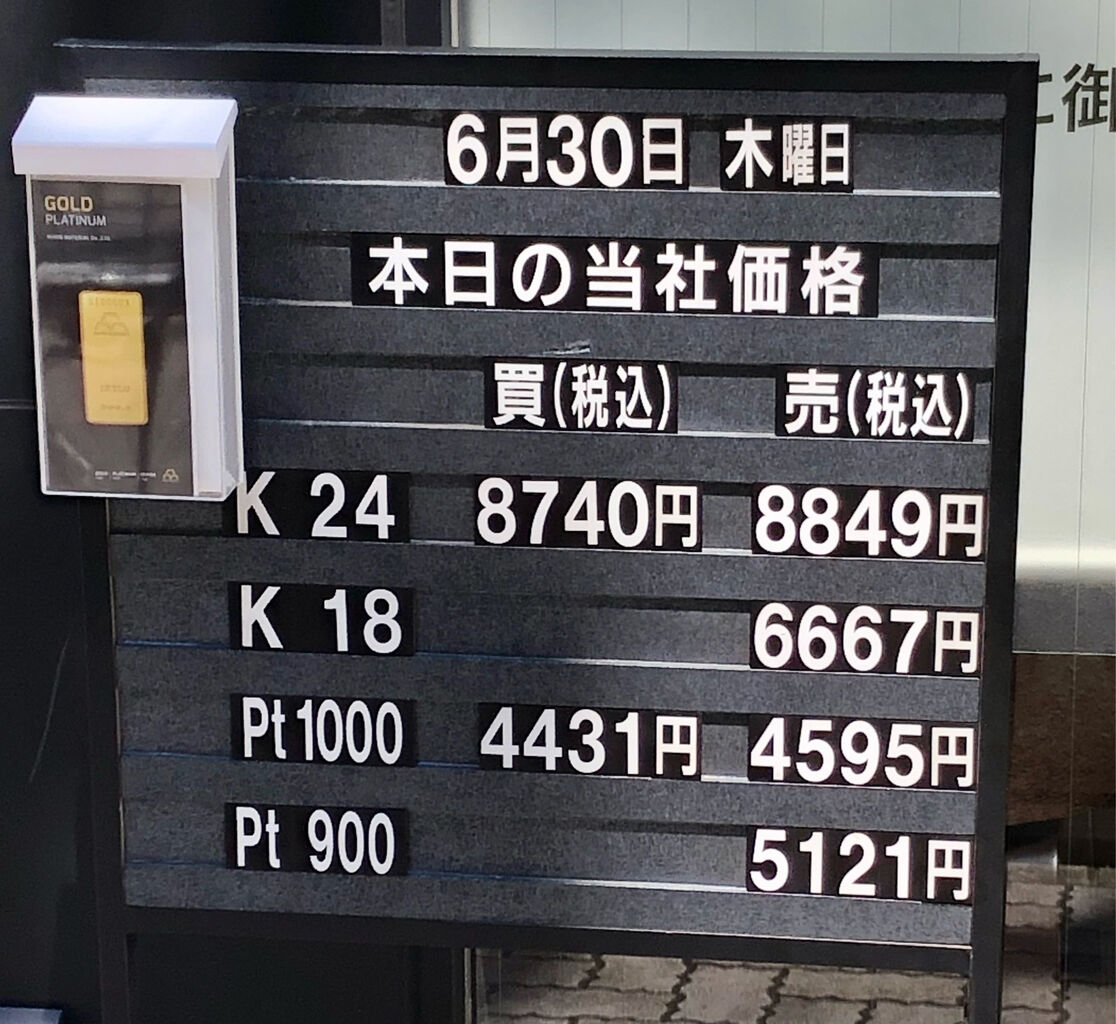 に御
6月30日 木曜日
本日の当社価格
買(税込) 売(税込)
GOLD
PLATINUM
K 24 8740円 8849円
K 18 6667円
Pt1000 4431円 4595円
Pt 900 5121円